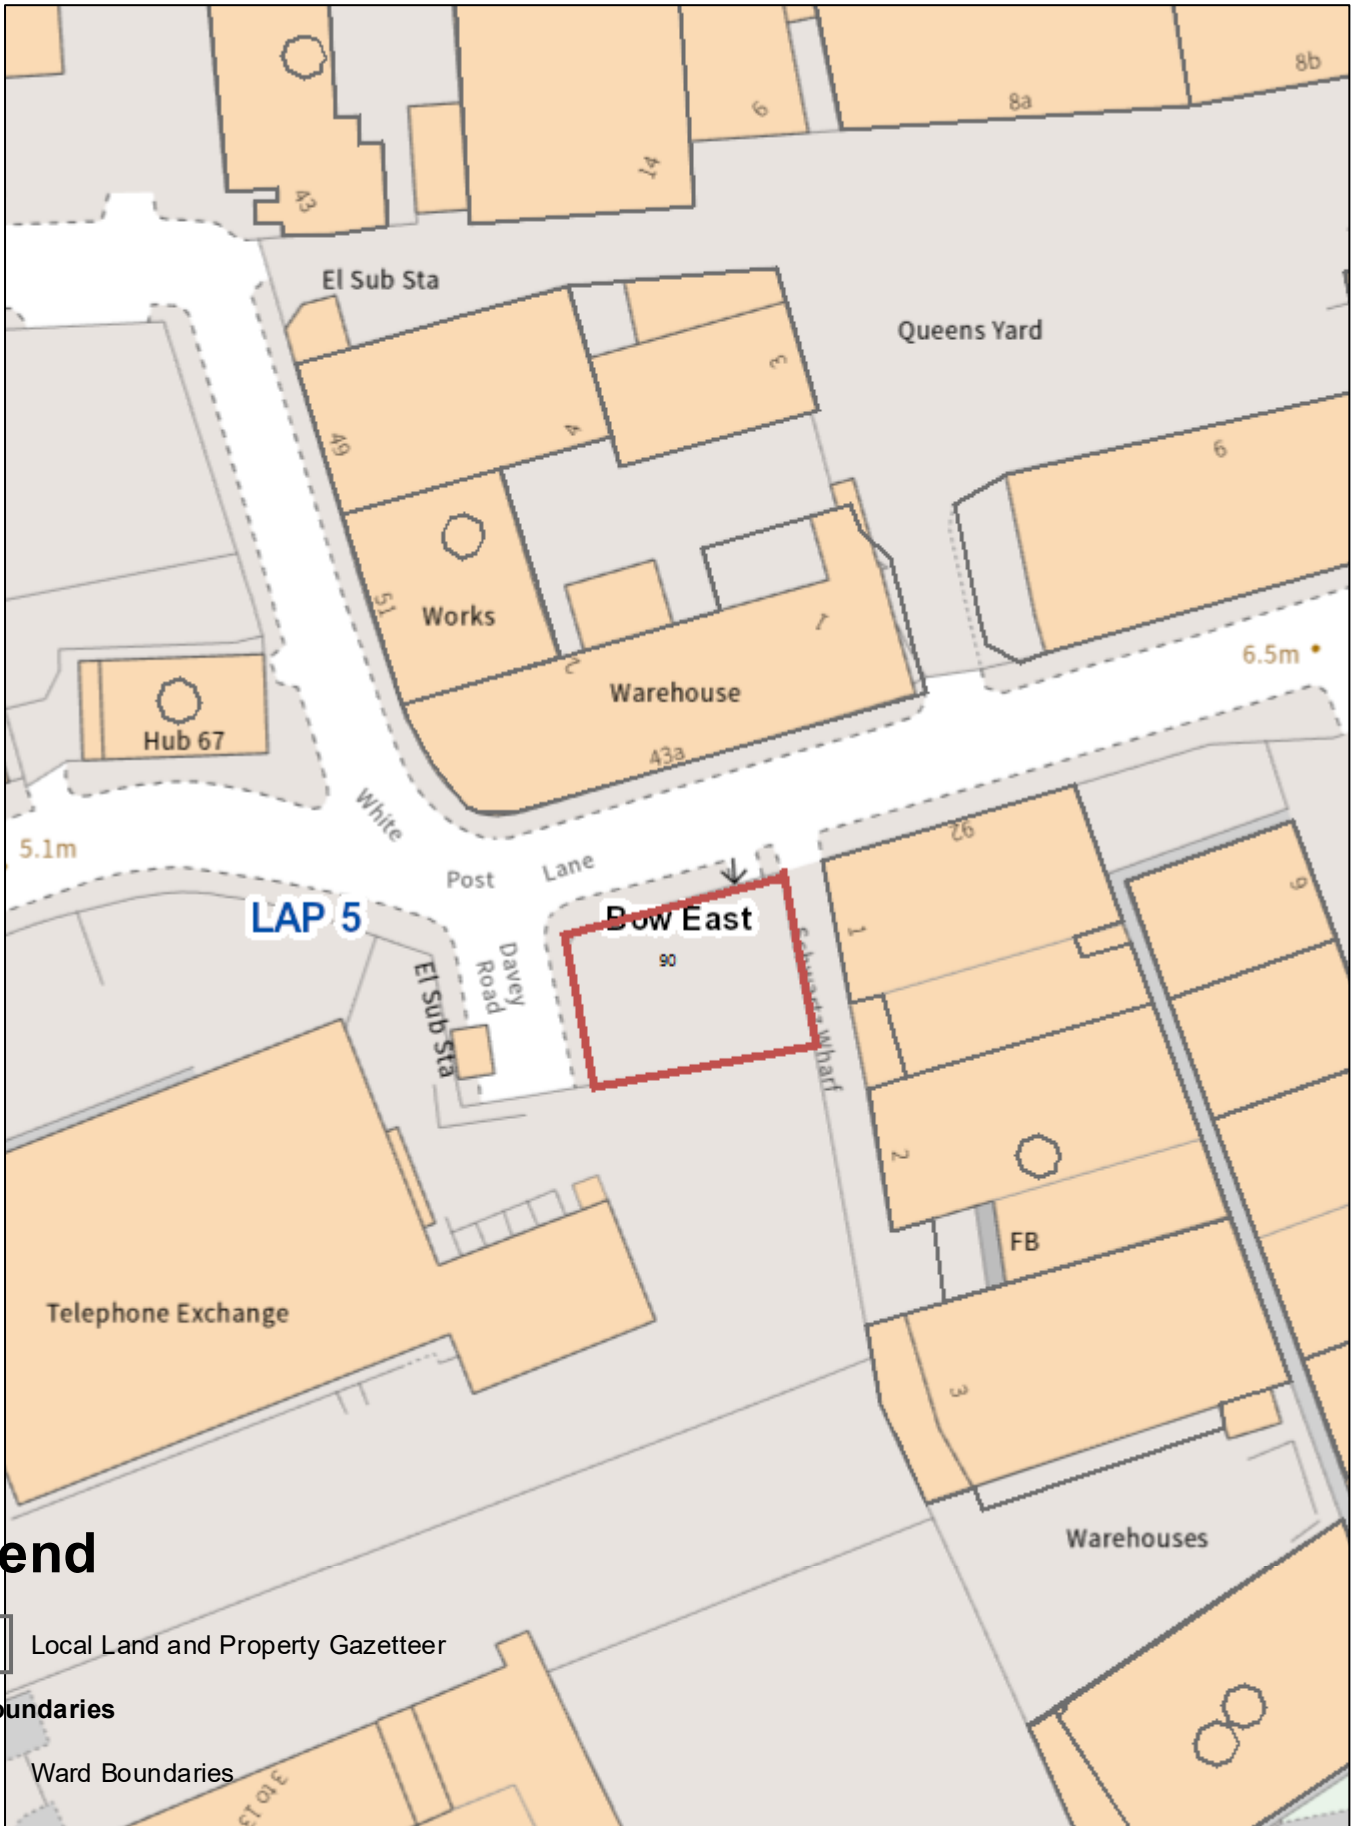 8b
8a
6
14
43
El Sub Sta
Queens Yard
3
49
4
6
51
Works
1
2
Warehouse
6.5m
Hub 67
43a
White
Post
Lane
5.1m
92
LAP 5
Bow East
90
1
9
Davey
Road
El Sub Sta
Schwartz Wharf
2
FB
Telephone Exchange
3
Warehouses
end
Local Land and Property Gazetteer
oundaries
Ward Boundaries
3 to 13